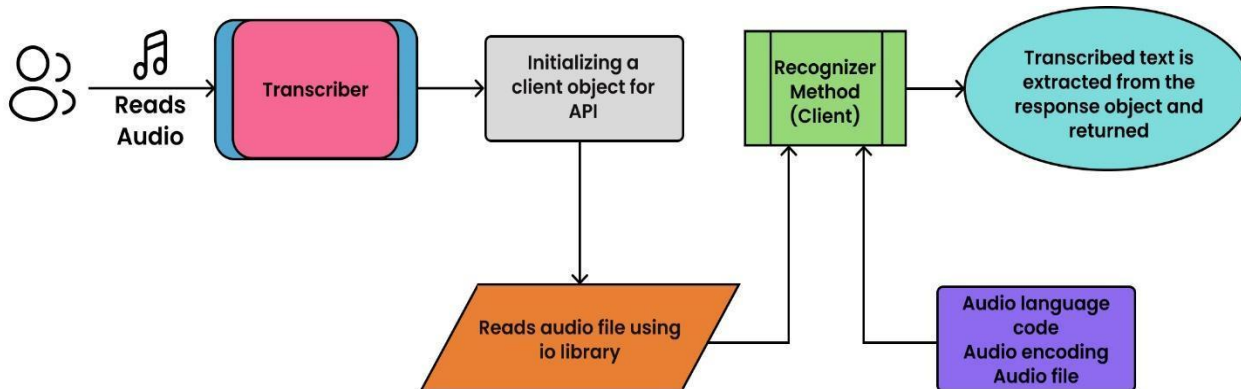 Reads
Audio
Transcriber
Initializing a
client object for
API
Recognizer
Method
(Client)
Transcribed text is
extracted from the
response object and
returned
Reads audio file using
io library
Audio language
code
Audio encoding
Audio file